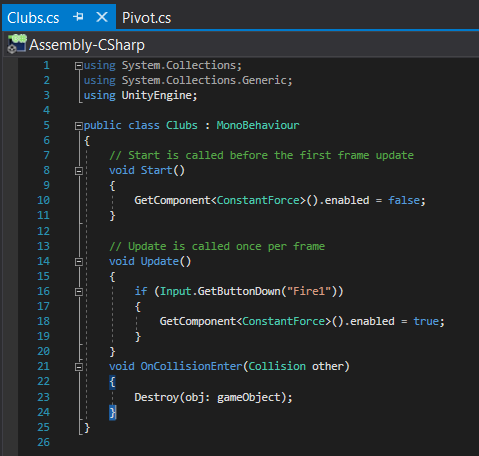 Clubs.cs Pivot.cs
Assembly-CSharp
1 using System.Collections;
2 using System.Collections.Generic;
3 using UnityEngine;
4
5 public class Clubs : MonoBehaviour
6 {
7 // Start is called before the first frame update
8 void Start()
9 {
10 GetComponent<ConstantForce>().enabled = false;
11 }
12
13 // Update is called once per frame
14 void Update()
15 {
16 if (Input.GetButtonDown("Fire1"))
17 {
18 GetComponent<ConstantForce>().enabled = true;
19 }
20 }
21 void OnCollisionEnter(Collision other)
22 {
23 Destroy(obj: gameObject);
24 }
25 }
26